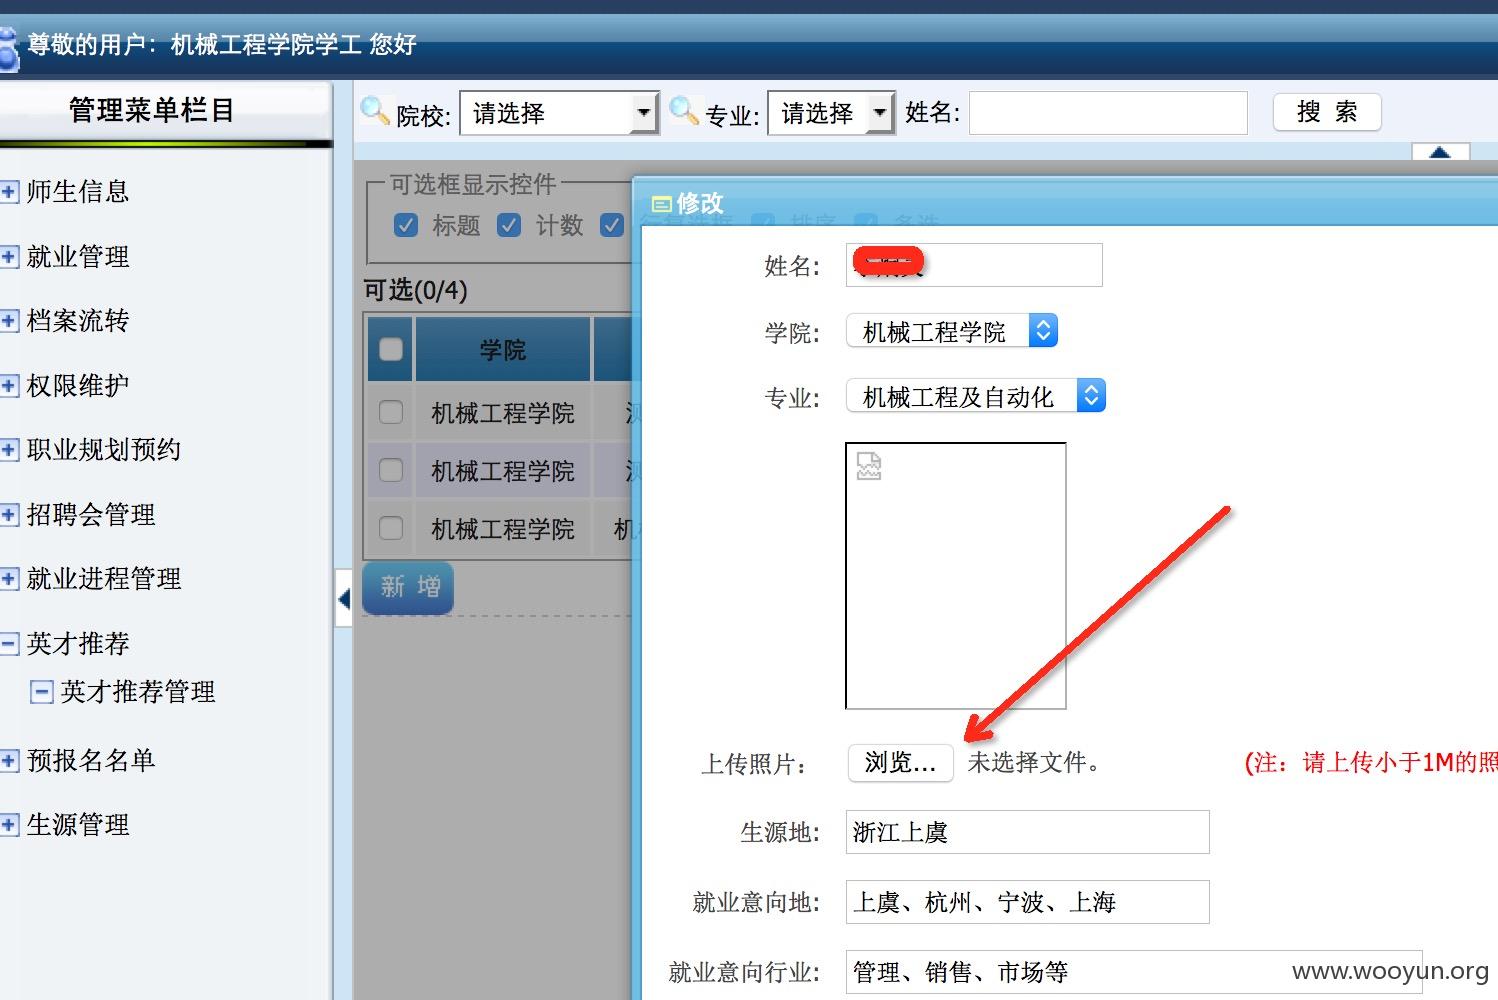 尊敬的用户：机械工程学院学工 您好
管理菜单栏目
师生信息
就业管理
档案流转
权限维护
职业规划预约
招聘会管理
就业进程管理
英才推荐
英才推荐管理
预报名名单
生源管理
院校: 请选择 专业: 请选择 姓名: 搜 索
可选框显示控件
标题 计数 行复选框 排序 多选
可选(0/4)
学院
机械工程学院 测
机械工程学院 测
机械工程学院 机
新 增
修改
姓名:
学院: 机械工程学院
专业: 机械工程及自动化
上传照片: 浏览... 未选择文件。 (注：请上传小于1M的照
生源地: 浙江上虞
就业意向地: 上虞、杭州、宁波、上海
就业意向行业: 管理、销售、市场等
www.wooyun.org